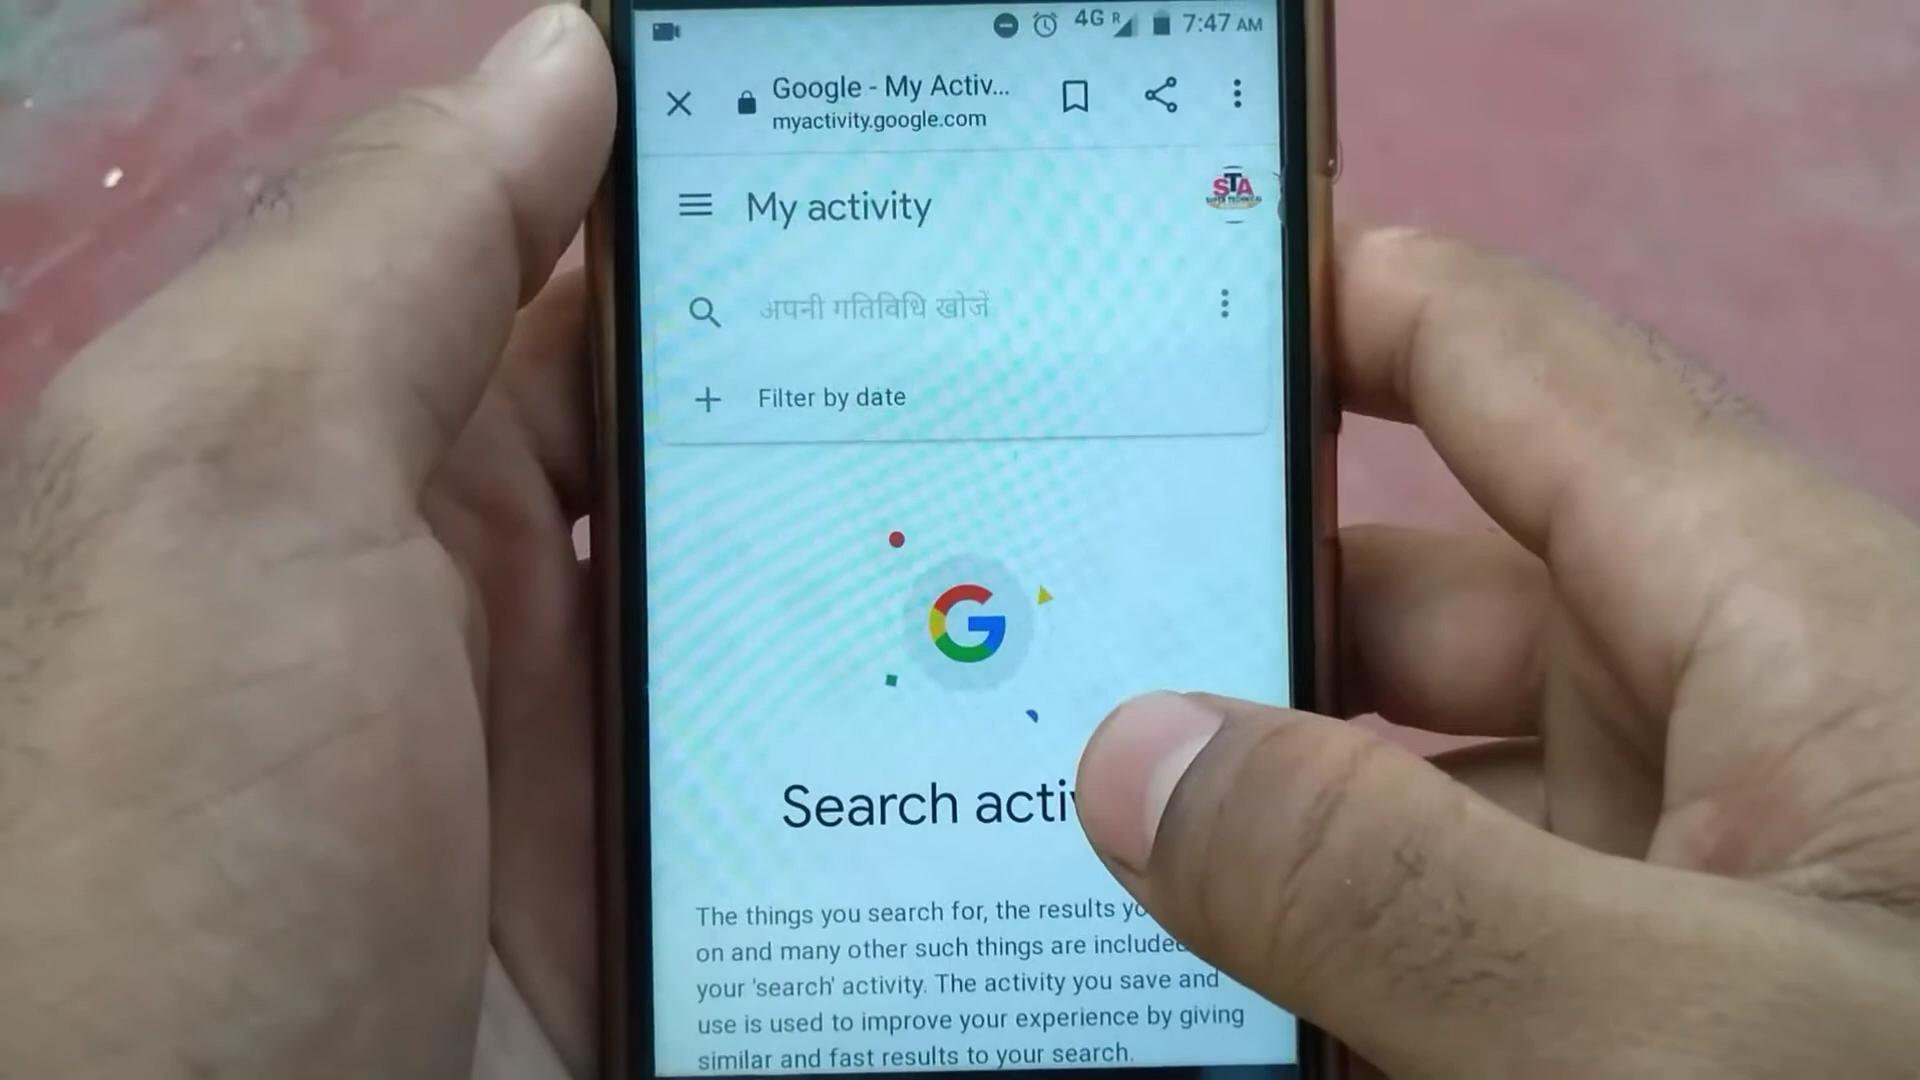 4G R 7:47 AM
Google - My Activ...
myactivity.google.com
My activity
STA
SUPER TECHNICAL
अपनी गतिविधि खोजें
Filter by date
G
Search acti
The things you search for, the results yo
on and many other such things are include
your 'search' activity. The activity you save and
use is used to improve your experience by giving
similar and fast results to your search.